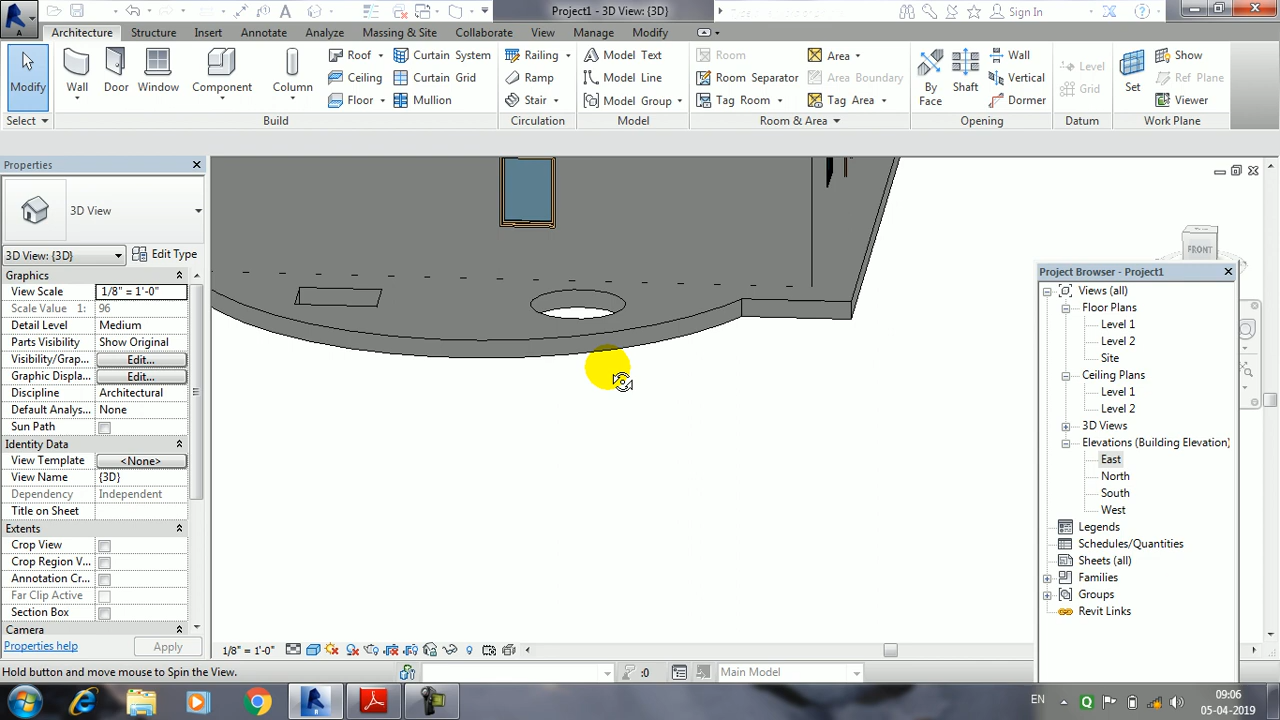 Project1 - 3D View: {3D}
Sign In
Architecture
Structure
Insert
Annotate
Analyze
Massing & Site
Collaborate
View
Manage
Modify
Modify
Wall
Door
Window
Component
Column
Roof
Ceiling
Floor
Curtain System
Curtain Grid
Mullion
Railing
Ramp
Stair
Model Text
Model Line
Model Group
Room
Room Separator
Tag Room
Area
Area Boundary
Tag Area
By Face
Shaft
Wall
Vertical
Dormer
Level
Grid
Set
Show
Ref Plane
Viewer
Select
Build
Circulation
Model
Room & Area
Opening
Datum
Work Plane
Properties
3D View
3D View: {3D}
Edit Type
Graphics
View Scale 1/8" = 1'-0"
Scale Value 1: 96
Detail Level Medium
Parts Visibility Show Original
Visibility/Grap... Edit...
Graphic Displa... Edit...
Discipline Architectural
Default Analys... None
Sun Path
Identity Data
View Template <None>
View Name {3D}
Dependency Independent
Title on Sheet
Extents
Crop View
Crop Region V...
Annotation Cr...
Far Clip Active
Section Box
Camera
Properties help
Apply
FRONT
Project Browser - Project1
Views (all)
Floor Plans
Level 1
Level 2
Site
Ceiling Plans
Level 1
Level 2
3D Views
Elevations (Building Elevation)
East
North
South
West
Legends
Schedules/Quantities
Sheets (all)
Families
Groups
Revit Links
1/8" = 1'-0"
Hold button and move mouse to Spin the View.
:0
Main Model
EN
09:06
05-04-2019